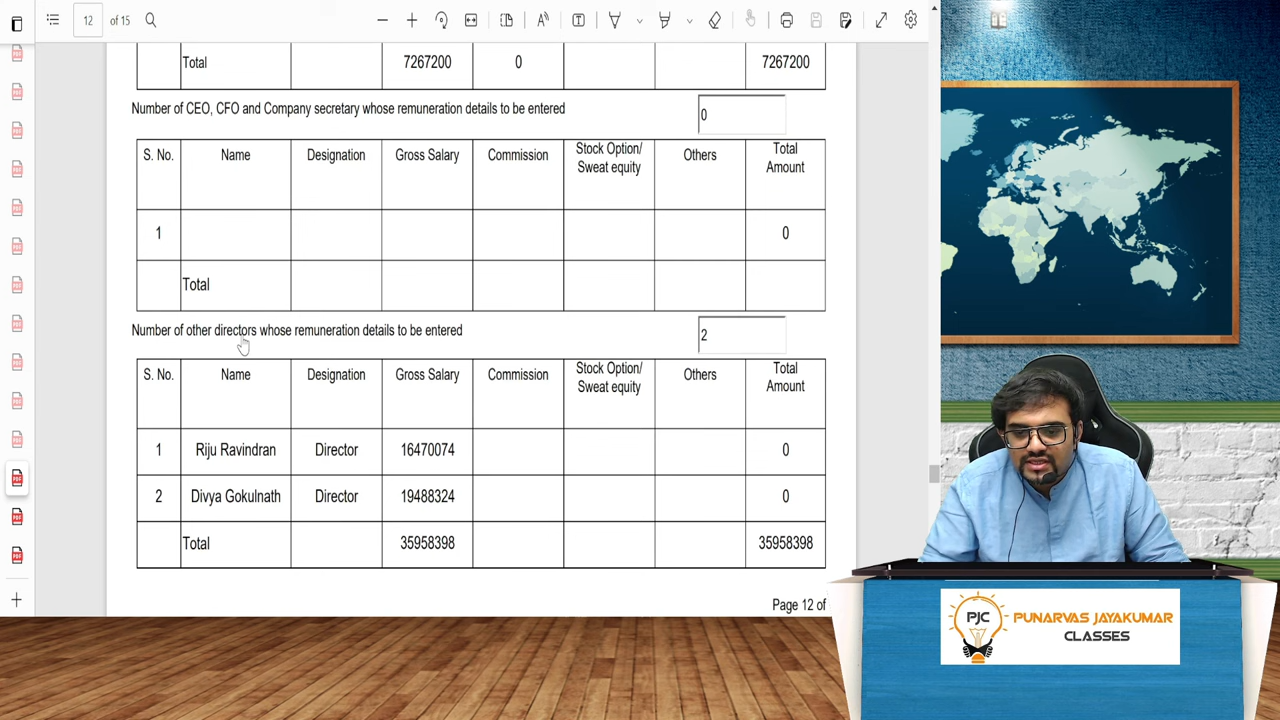 12 of 15
Total 7267200 0 7267200
Number of CEO, CFO and Company secretary whose remuneration details to be entered 0
S. No. Name Designation Gross Salary Commission Stock Option/ Sweat equity Others Total Amount
1 0
Total
Number of other directors whose remuneration details to be entered 2
S. No. Name Designation Gross Salary Commission Stock Option/ Sweat equity Others Total Amount
1 Riju Ravindran Director 16470074 0
2 Divya Gokulnath Director 19488324 0
Total 35958398 35958398
Page 12 of
PJC
PUNARVAS JAYAKUMAR
CLASSES